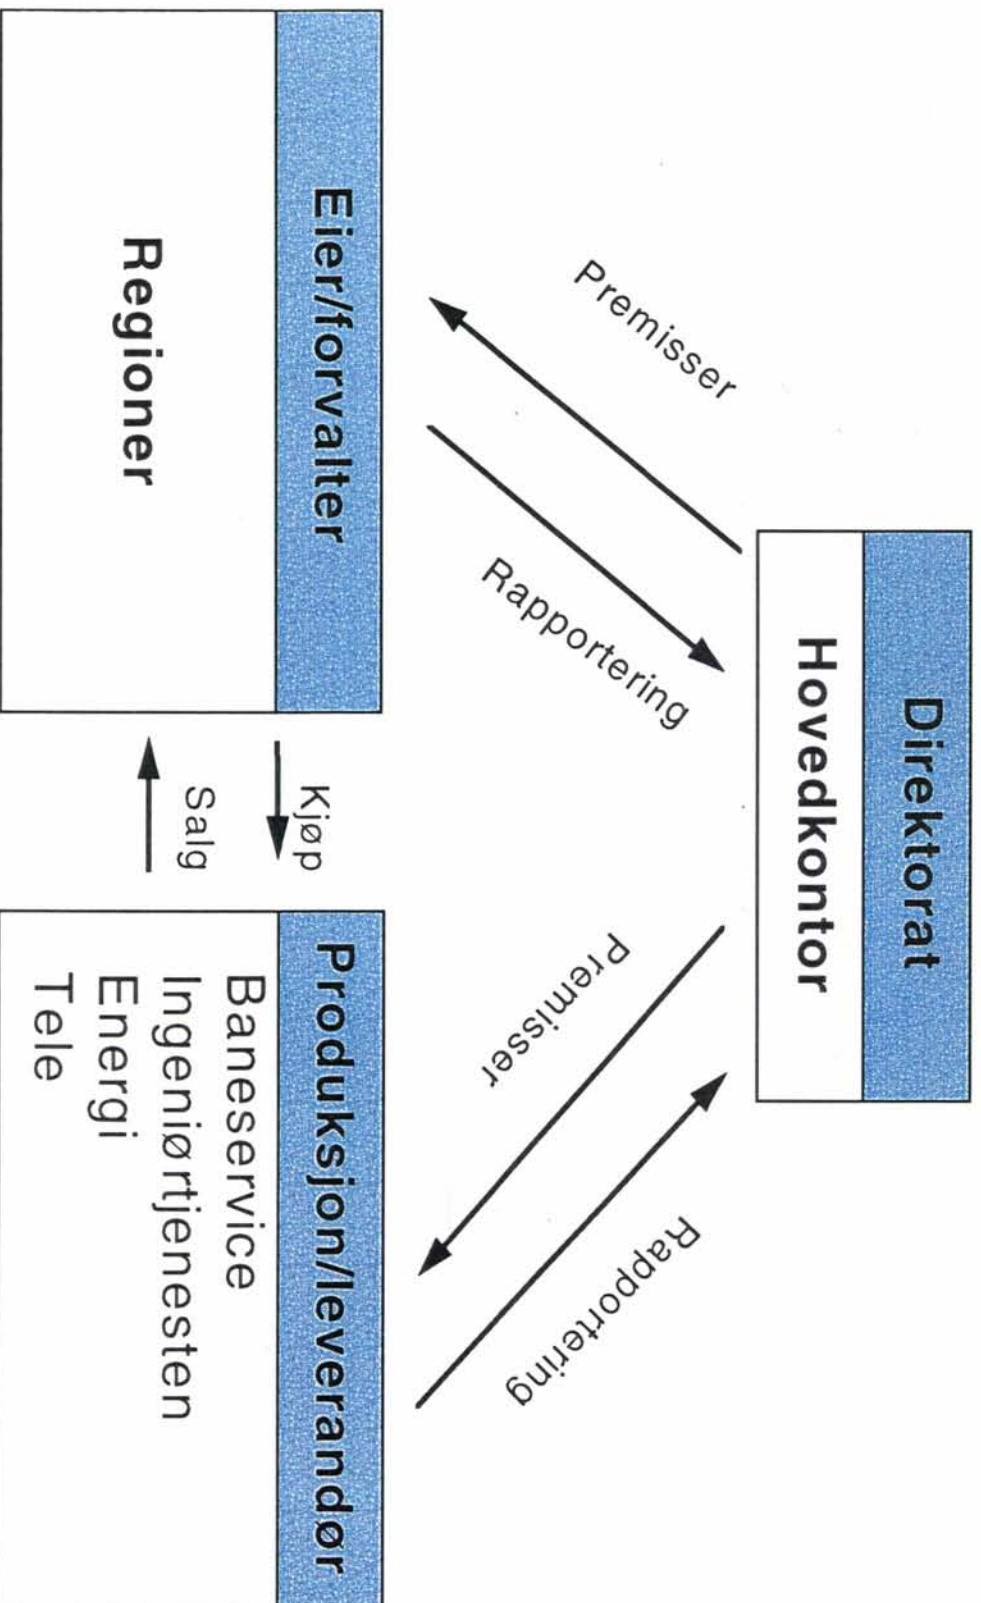 Direktorat
Hovedkontor
Premisser
Rapportering
Premisser
Rapportering
Eier/forvalter
Regioner
Kjøp
Salg
Produksjon/leverandør
Baneservice
Ingeniørtjenesten
Energi
Tele